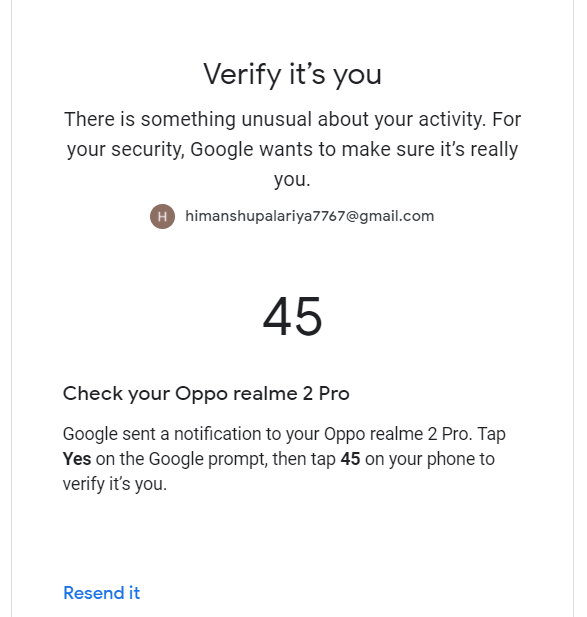 Verify it’s you
There is something unusual about your activity. For
your security, Google wants to make sure it’s really
you.
H himanshupalariya7767@gmail.com
45
Check your Oppo realme 2 Pro
Google sent a notification to your Oppo realme 2 Pro. Tap
Yes on the Google prompt, then tap 45 on your phone to
verify it’s you.
Resend it